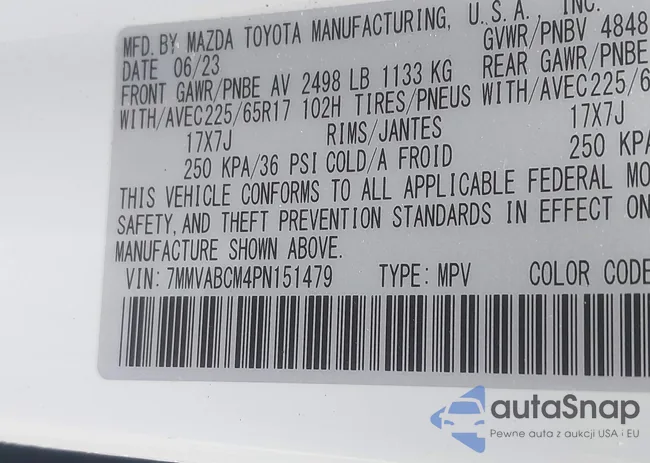 MFD. BY MAZDA TOYOTA MANUFACTURING, U.S.A. INC.
DATE 06/23 GVWR/PNBV 4848
FRONT GAWR/PNBE AV 2498 LB 1133 KG REAR GAWR/PNBE
WITH/AVEC225/65R17 102H TIRES/PNEUS WITH/AVEC225/6
17X7J RIMS/JANTES 17X7J
250 KPA/36 PSI COLD/A FROID 250 KPA
THIS VEHICLE CONFORMS TO ALL APPLICABLE FEDERAL MO
SAFETY, AND THEFT PREVENTION STANDARDS IN EFFECT ON
MANUFACTURE SHOWN ABOVE.
VIN: 7MMVABCM4PN151479 TYPE: MPV COLOR CODE
autaSnap
Pewne auta z aukcji USA i EU